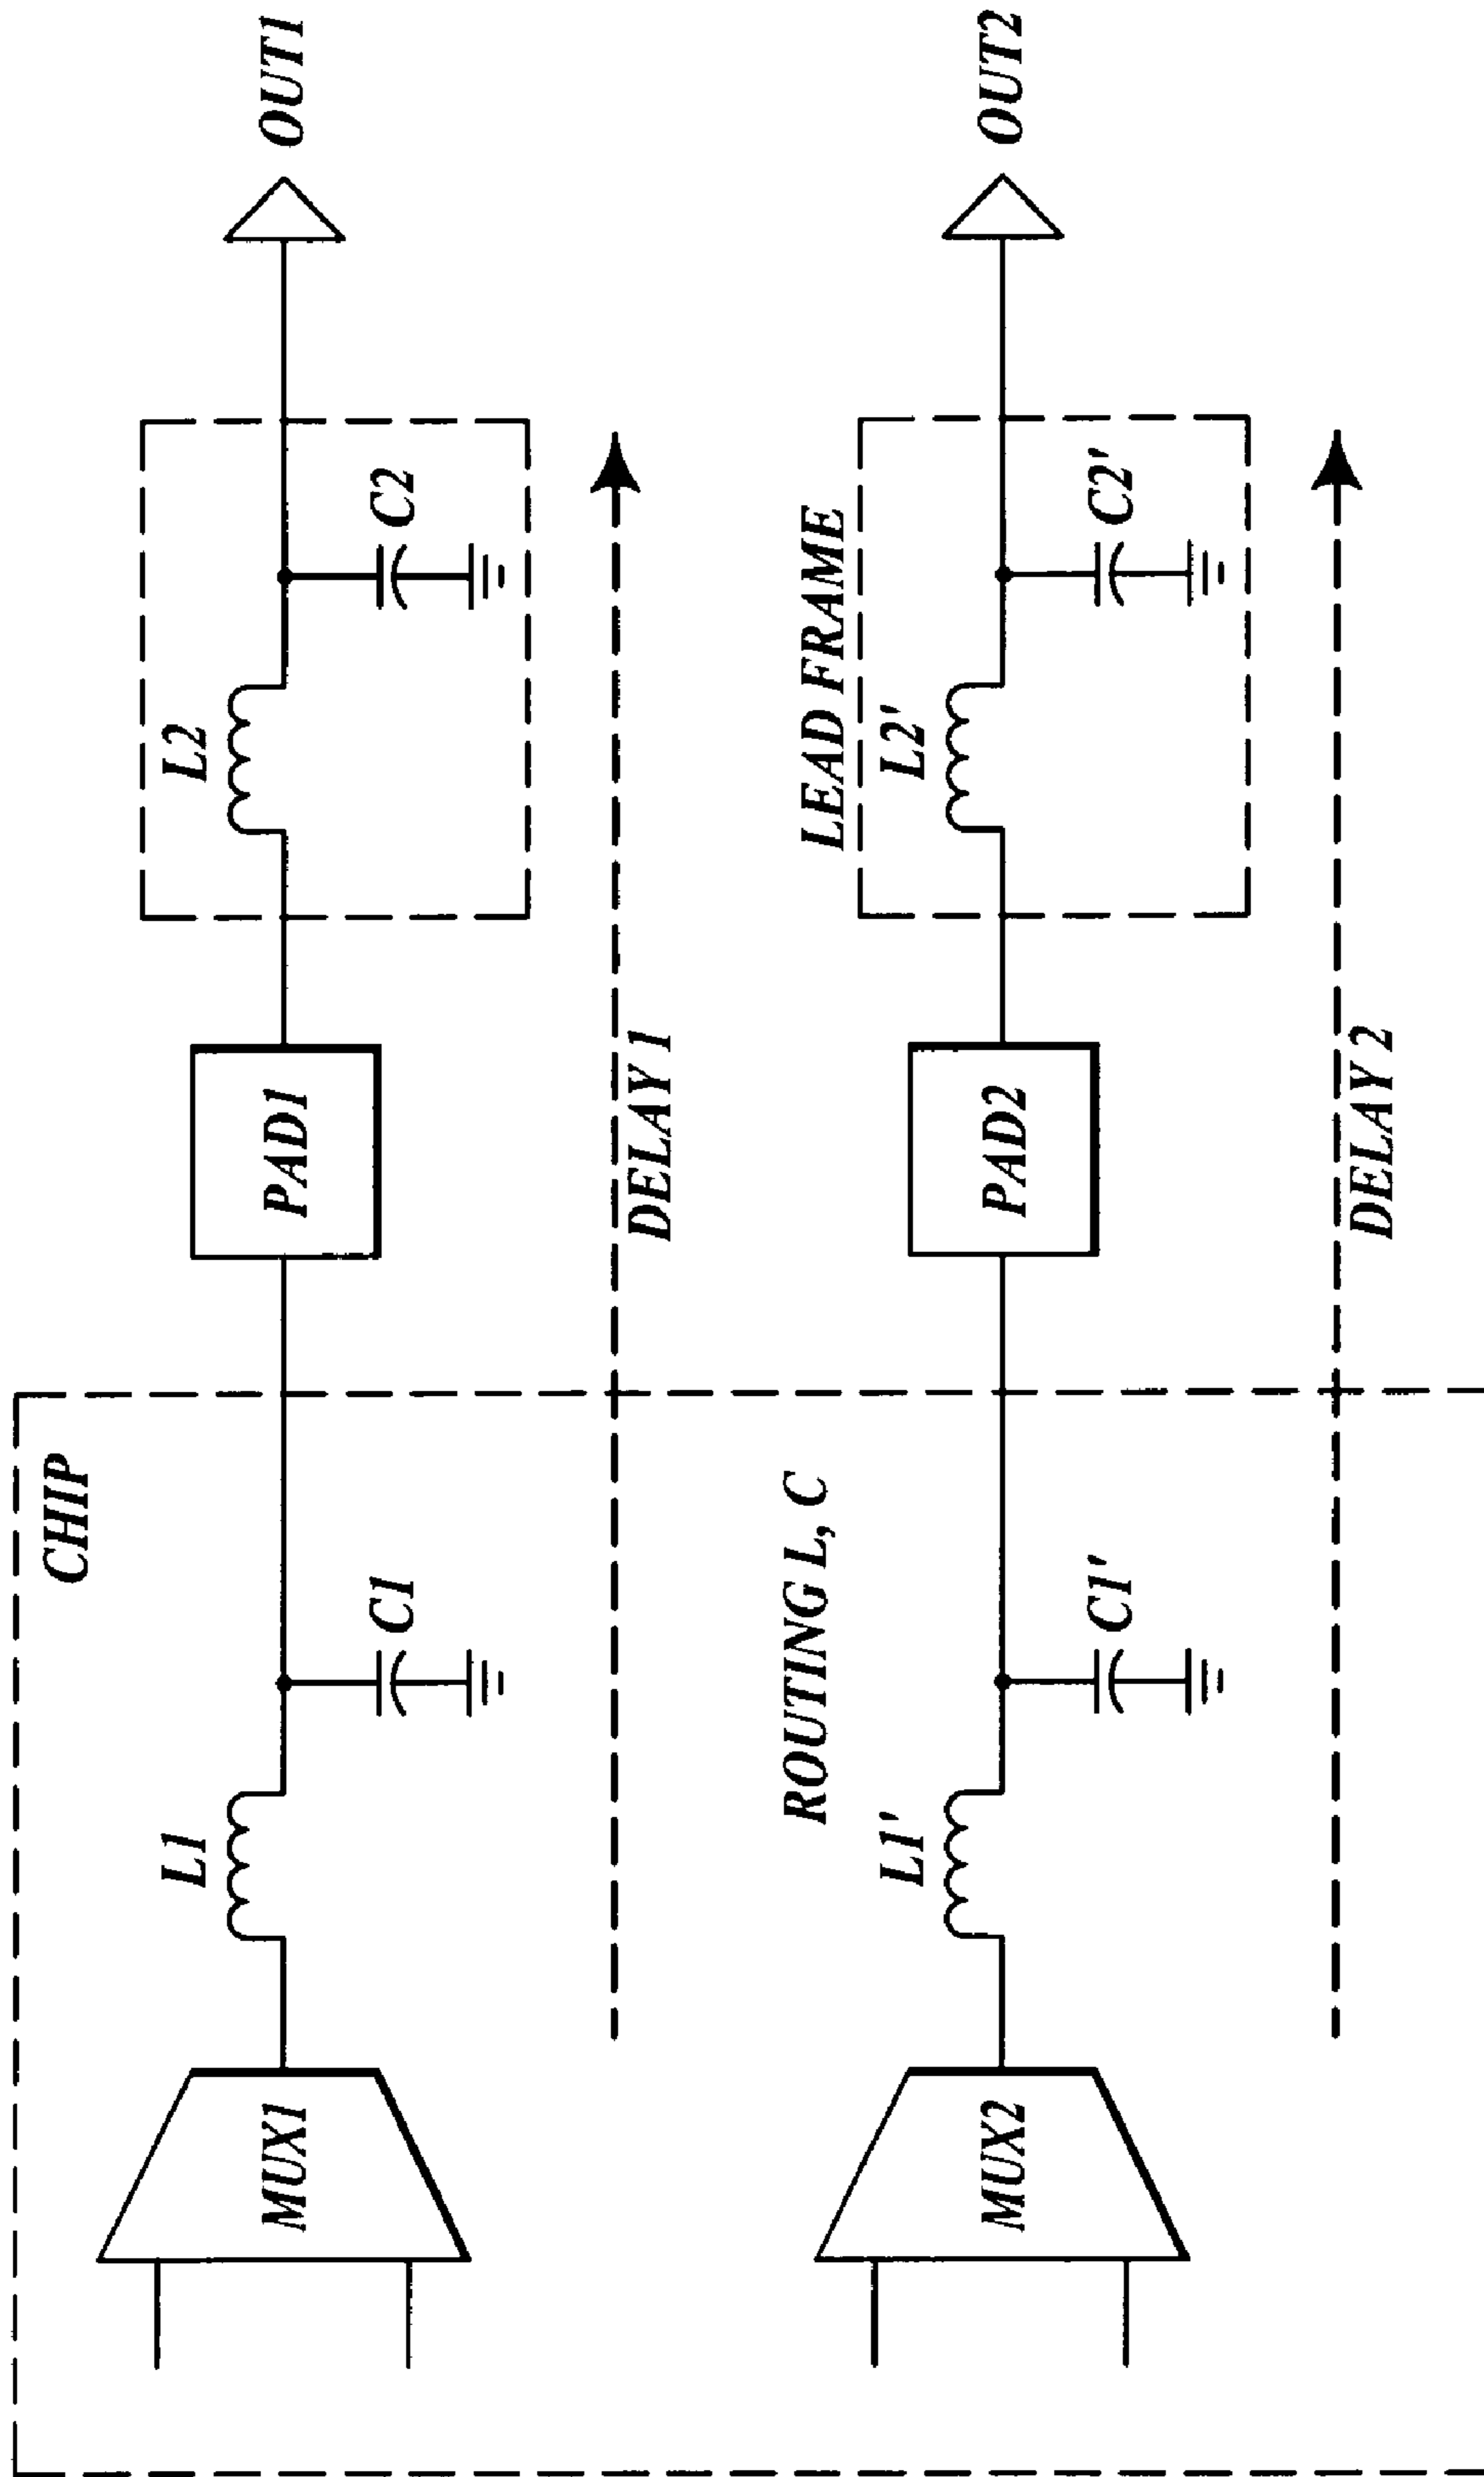 CHIP
MUX1
L1
C1
PAD1
L2
C2
OUT1
DELAY 1
ROUTING L, C
LEAD FRAME
MUX2
L1'
C1'
PAD2
L2'
C2'
OUT2
DELAY 2